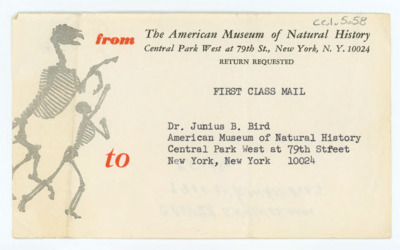 ccl.5.58
from The American Museum of Natural History
Central Park West at 79th St., New York, N. Y. 10024
RETURN REQUESTED
FIRST CLASS MAIL
to
Dr. Junius B. Bird
American Museum of Natural History
Central Park West at 79th Street
New York, New York 10024